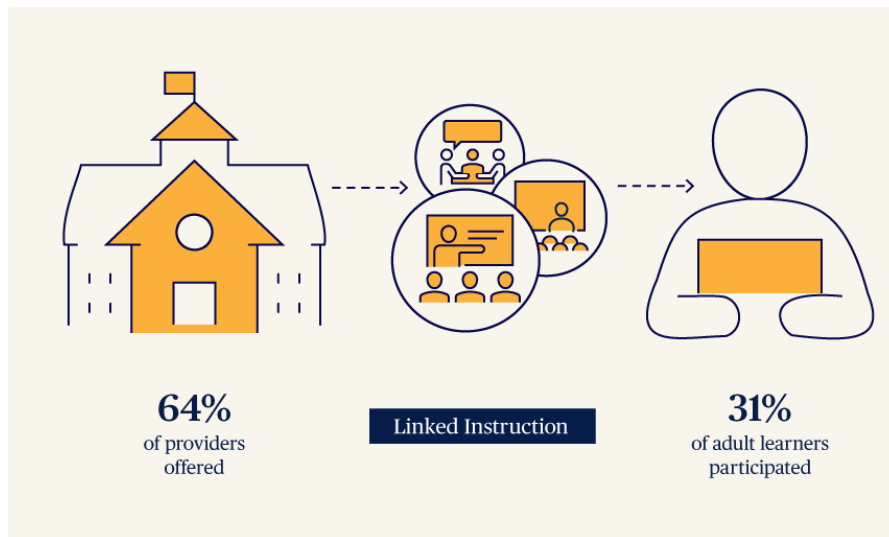 64%
of providers
offered
Linked Instruction
31%
of adult learners
participated